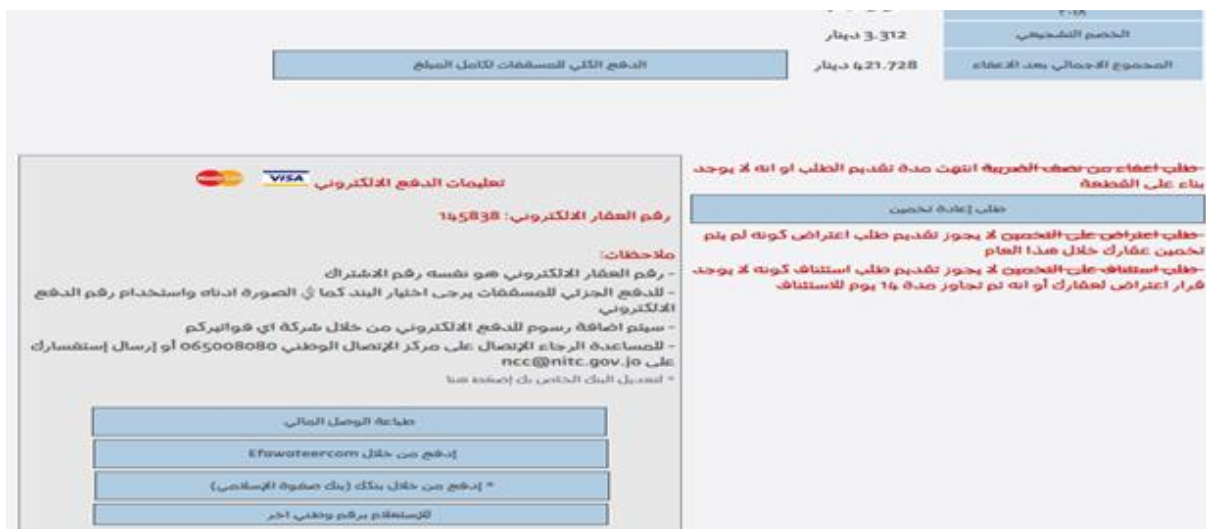 ٢٠١٨
الخصم التشجيعي
3.312 دينار
المجموع الاجمالي بعد الاعفاء
421.728 دينار
الدفع الكلي للمسقفات لكامل المبلغ
طلب اعفاء من نصف الضريبة انتهت مدة تقديم الطلب او انه لا يوجد
بناء على القطعة
طلب إعادة تخمين
طلب اعتراض على التخمين لا يجوز تقديم طلب اعتراض كونه لم يتم
تخمين عقارك خلال هذا العام
طلب استئناف على التخمين لا يجوز تقديم طلب استئناف كونه لا يوجد
قرار اعتراض لعقارك أو انه تم تجاوز مدة 14 يوم للاستئناف
تعليمات الدفع الالكتروني VISA
رقم العقار الالكتروني: 145838
ملاحظات:
- رقم العقار الالكتروني هو نفسه رقم الاشتراك
- للدفع الجزئي للمسقفات يرجى اختيار البند كما في الصورة ادناه واستخدام رقم الدفع
الالكتروني
- سيتم اضافة رسوم للدفع الالكتروني من خلال شركة اي فواتيركم
- للمساعدة الرجاء الإتصال على مركز الإتصال الوطني 065008080 أو إرسال إستفسارك
على ncc@nitc.gov.jo
* لتعديل البنك الخاص بك إضغط هنا
طباعة الوصل المالي
إدفع من خلال Efawateercom
* إدفع من خلال بنكك (بنك صفوة الإسلامي)
للإستعلام برقم وطني اخر